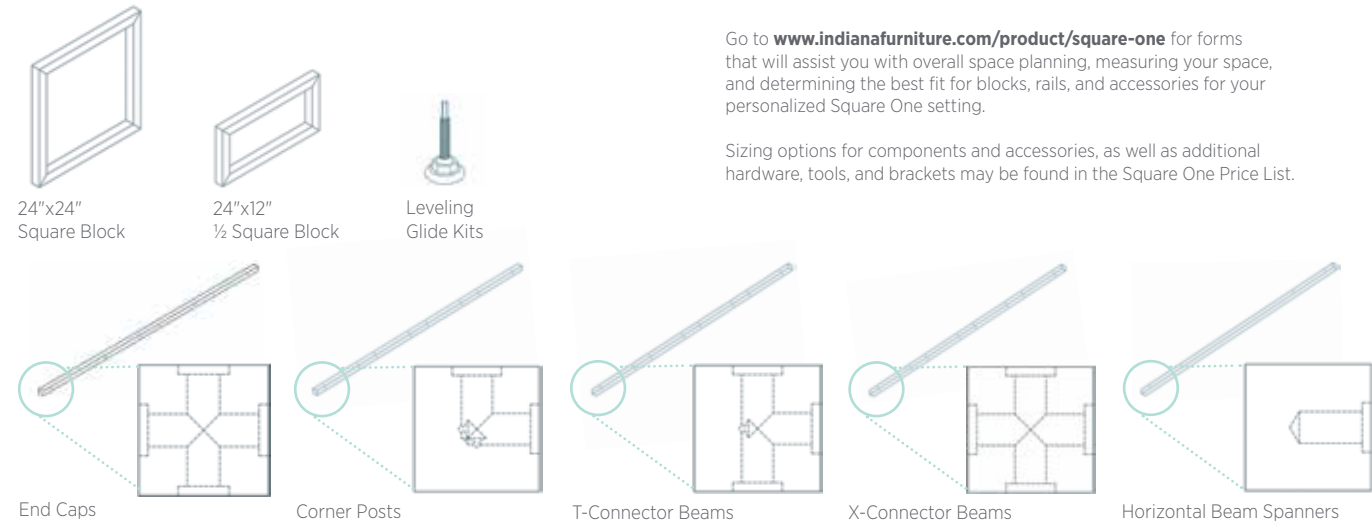 Go to www.indianafurniture.com/product/square-one for forms
that will assist you with overall space planning, measuring your space,
and determining the best fit for blocks, rails, and accessories for your
personalized Square One setting.
Sizing options for components and accessories, as well as additional
hardware, tools, and brackets may be found in the Square One Price List.
24"x24"
Square Block
24"x12"
½ Square Block
Leveling
Glide Kits
End Caps
Corner Posts
T-Connector Beams
X-Connector Beams
Horizontal Beam Spanners